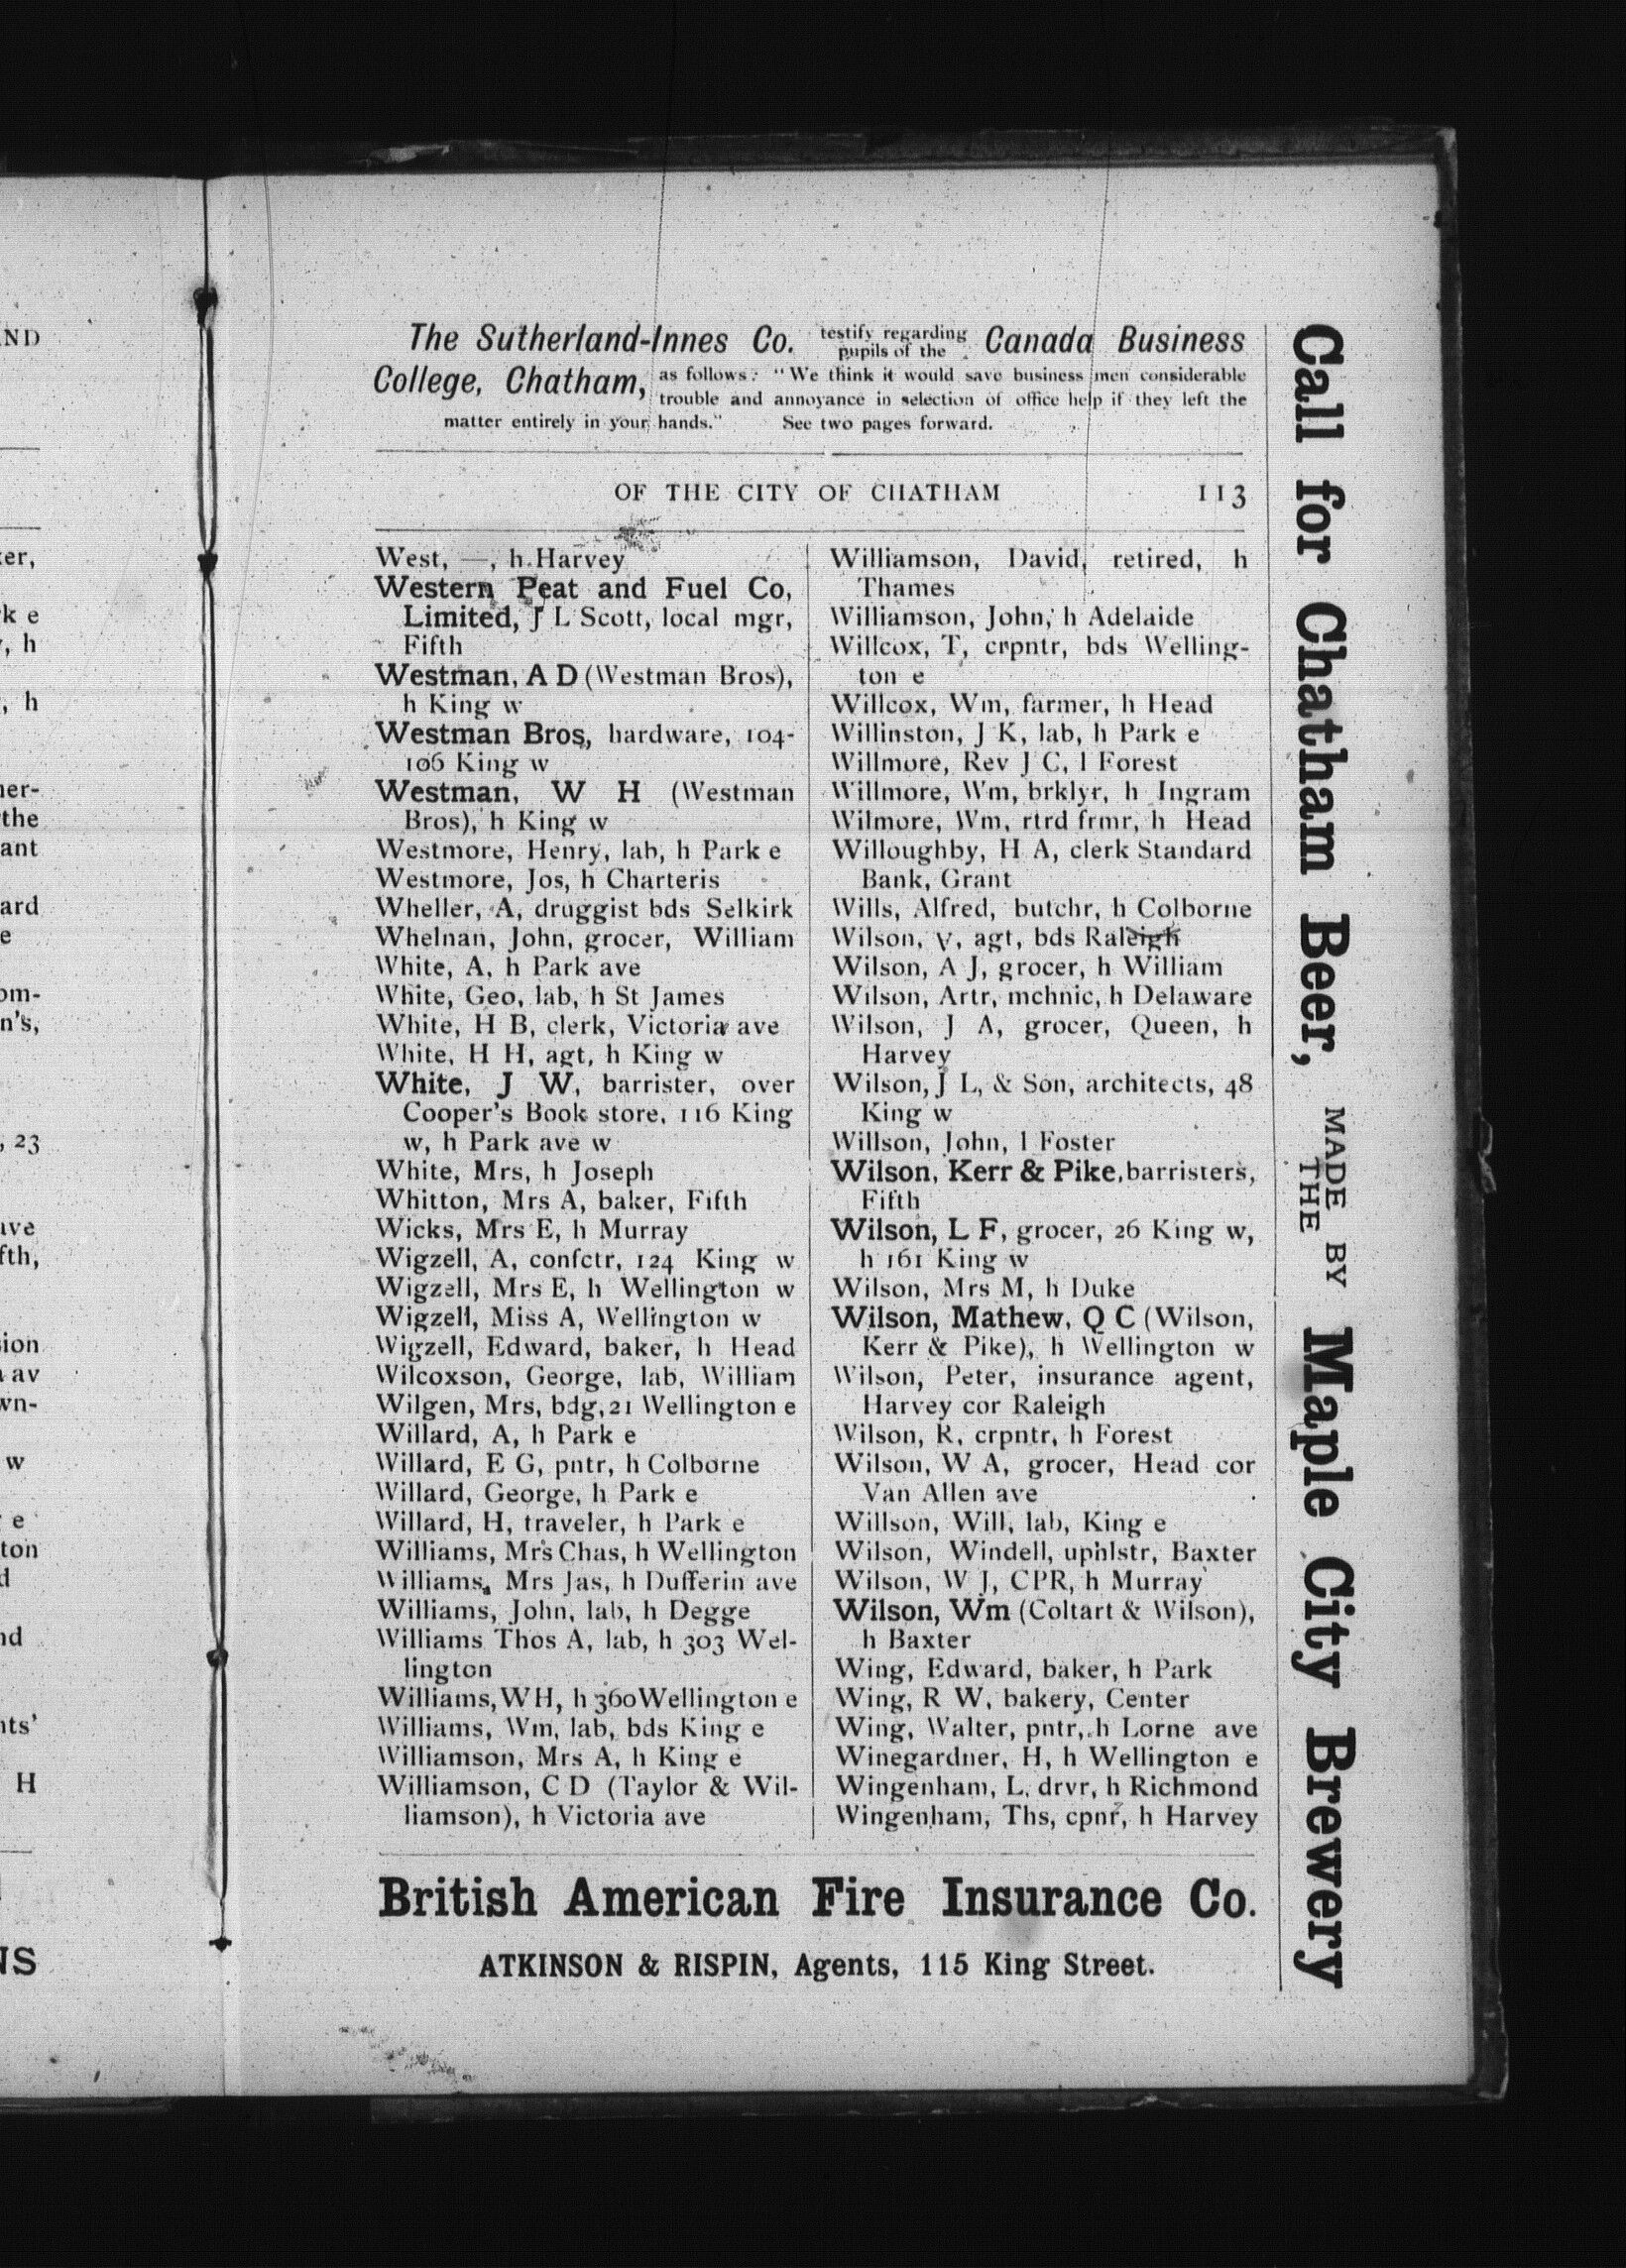 The Sutherland-Innes Co. testify regarding pupils of the Canada Business
College, Chatham, as follows: "We think it would save business men considerable
trouble and annoyance in selection of office help if they left the
matter entirely in your hands." See two pages forward.
OF THE CITY OF CHATHAM 113
West, —, h Harvey
Western Peat and Fuel Co,
Limited, J L Scott, local mgr,
Fifth
Westman, A D (Westman Bros),
h King w
Westman Bros, hardware, 104-
106 King w
Westman, W H (Westman
Bros), h King w
Westmore, Henry, lab, h Park e
Westmore, Jos, h Charteris
Wheller, A, druggist bds Selkirk
Whelnan, John, grocer, William
White, A, h Park ave
White, Geo, lab, h St James
White, H B, clerk, Victoria ave
White, H H, agt, h King w
White, J W, barrister, over
Cooper's Book store, 116 King
w, h Park ave w
White, Mrs, h Joseph
Whitton, Mrs A, baker, Fifth
Wicks, Mrs E, h Murray
Wigzell, A, confctr, 124 King w
Wigzell, Mrs E, h Wellington w
Wigzell, Miss A, Wellington w
Wigzell, Edward, baker, h Head
Wilcoxson, George, lab, William
Wilgen, Mrs, bdg, 21 Wellington e
Willard, A, h Park e
Willard, E G, pntr, h Colborne
Willard, George, h Park e
Willard, H, traveler, h Park e
Williams, Mrs Chas, h Wellington
Williams, Mrs Jas, h Dufferin ave
Williams, John, lab, h Degge
Williams Thos A, lab, h 303 Wel-
lington
Williams, W H, h 360 Wellington e
Williams, Wm, lab, bds King e
Williamson, Mrs A, h King e
Williamson, C D (Taylor & Wil-
liamson), h Victoria ave
Williamson, David, retired, h
Thames
Williamson, John, h Adelaide
Willcox, T, crpntr, bds Welling-
ton e
Willcox, Wm, farmer, h Head
Willinston, J K, lab, h Park e
Willmore, Rev J C, l Forest
Willmore, Wm, brklyr, h Ingram
Wilmore, Wm, rtrd frmr, h Head
Willoughby, H A, clerk Standard
Bank, Grant
Wills, Alfred, butchr, h Colborne
Wilson, V, agt, bds Raleigh
Wilson, A J, grocer, h William
Wilson, Artr, mchnic, h Delaware
Wilson, J A, grocer, Queen, h
Harvey
Wilson, J L, & Son, architects, 48
King w
Willson, John, l Foster
Wilson, Kerr & Pike, barristers,
Fifth
Wilson, L F, grocer, 26 King w,
h 161 King w
Wilson, Mrs M, h Duke
Wilson, Mathew, Q C (Wilson,
Kerr & Pike), h Wellington w
Wilson, Peter, insurance agent,
Harvey cor Raleigh
Wilson, R, crpntr, h Forest
Wilson, W A, grocer, Head cor
Van Allen ave
Willson, Will, lab, King e
Wilson, Windell, uphlstr, Baxter
Wilson, W J, CPR, h Murray
Wilson, Wm (Coltart & Wilson),
h Baxter
Wing, Edward, baker, h Park
Wing, R W, bakery, Center
Wing, Walter, pntr, h Lorne ave
Winegardner, H, h Wellington e
Wingenham, L, drvr, h Richmond
Wingenham, Ths, cpnr, h Harvey
British American Fire Insurance Co.
ATKINSON & RISPIN, Agents, 115 King Street.
Call for Chatham Beer, MADE BY THE Maple City Brewery